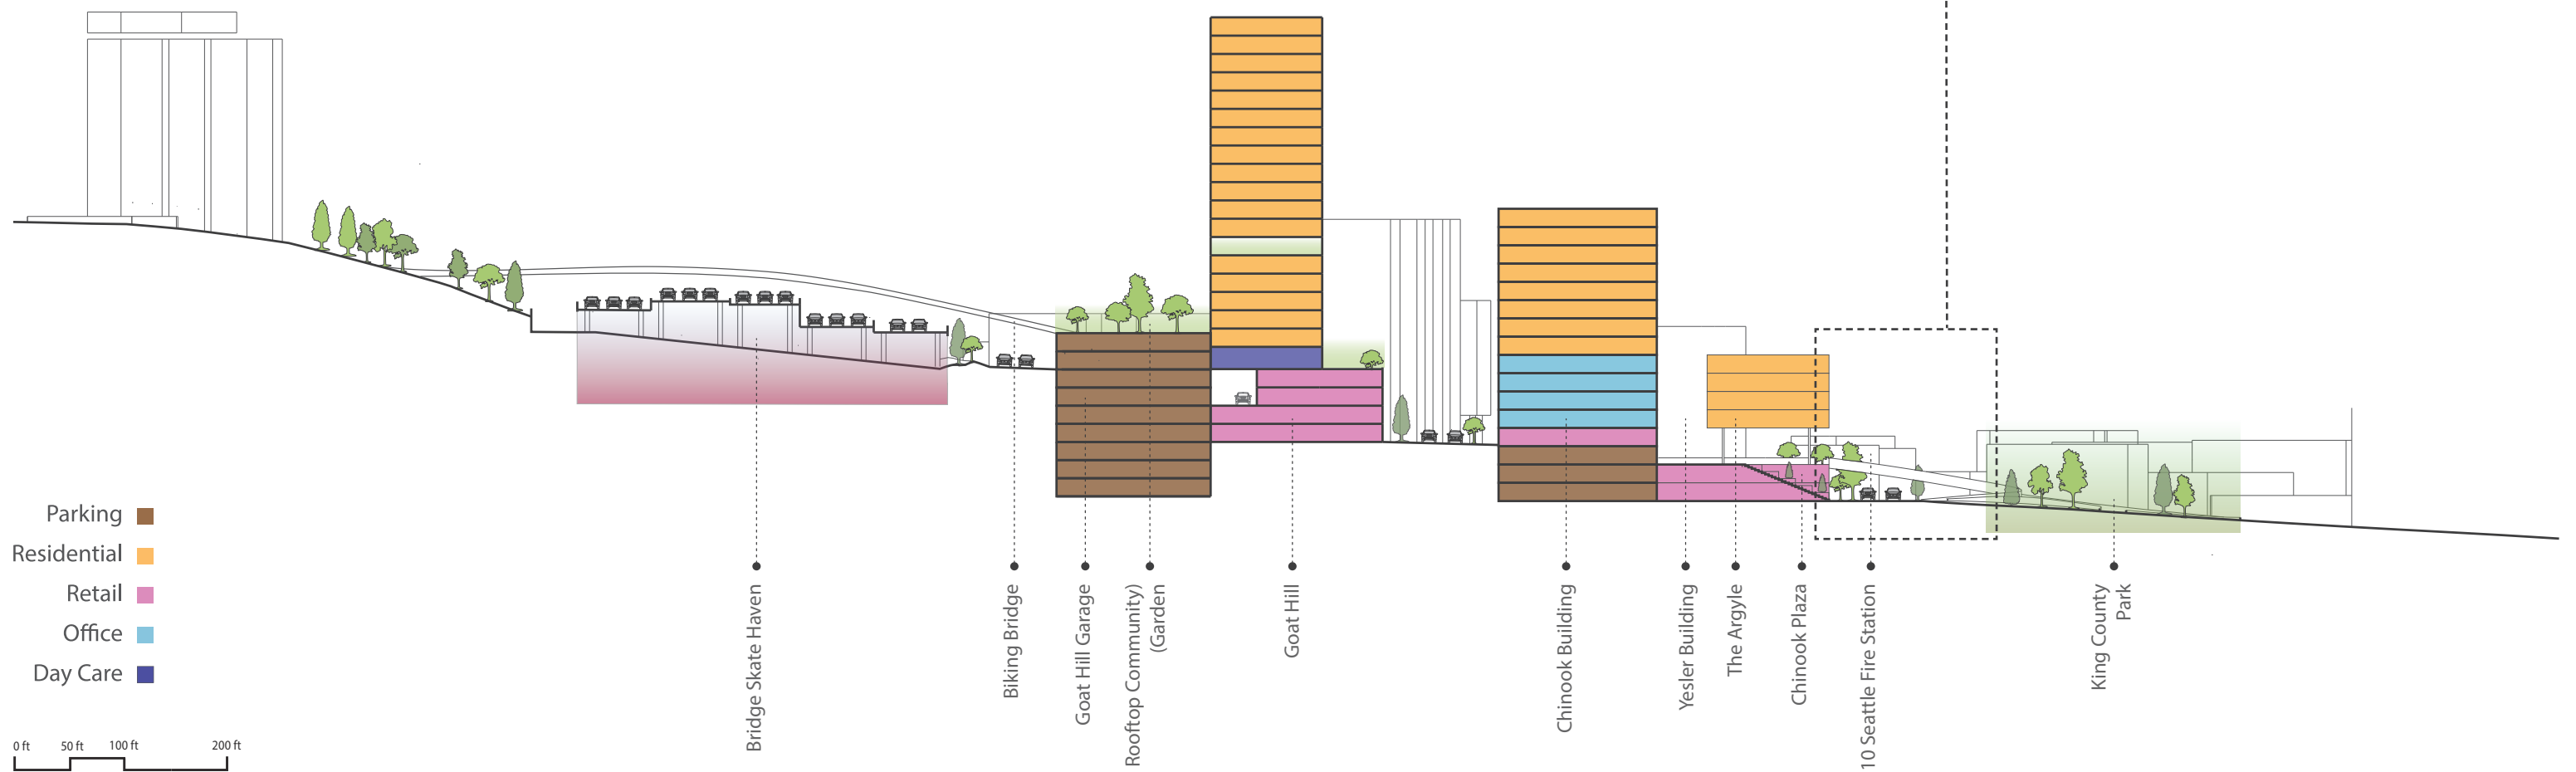 Parking
Residential
Retail
Office
Day Care
0 ft
50 ft
100 ft
200 ft
Bridge Skate Haven
Biking Bridge
Goat Hill Garage
Rooftop Community)
(Garden
Goat Hill
Chinook Building
Yesler Building
The Argyle
Chinook Plaza
10 Seattle Fire Station
King County
Park